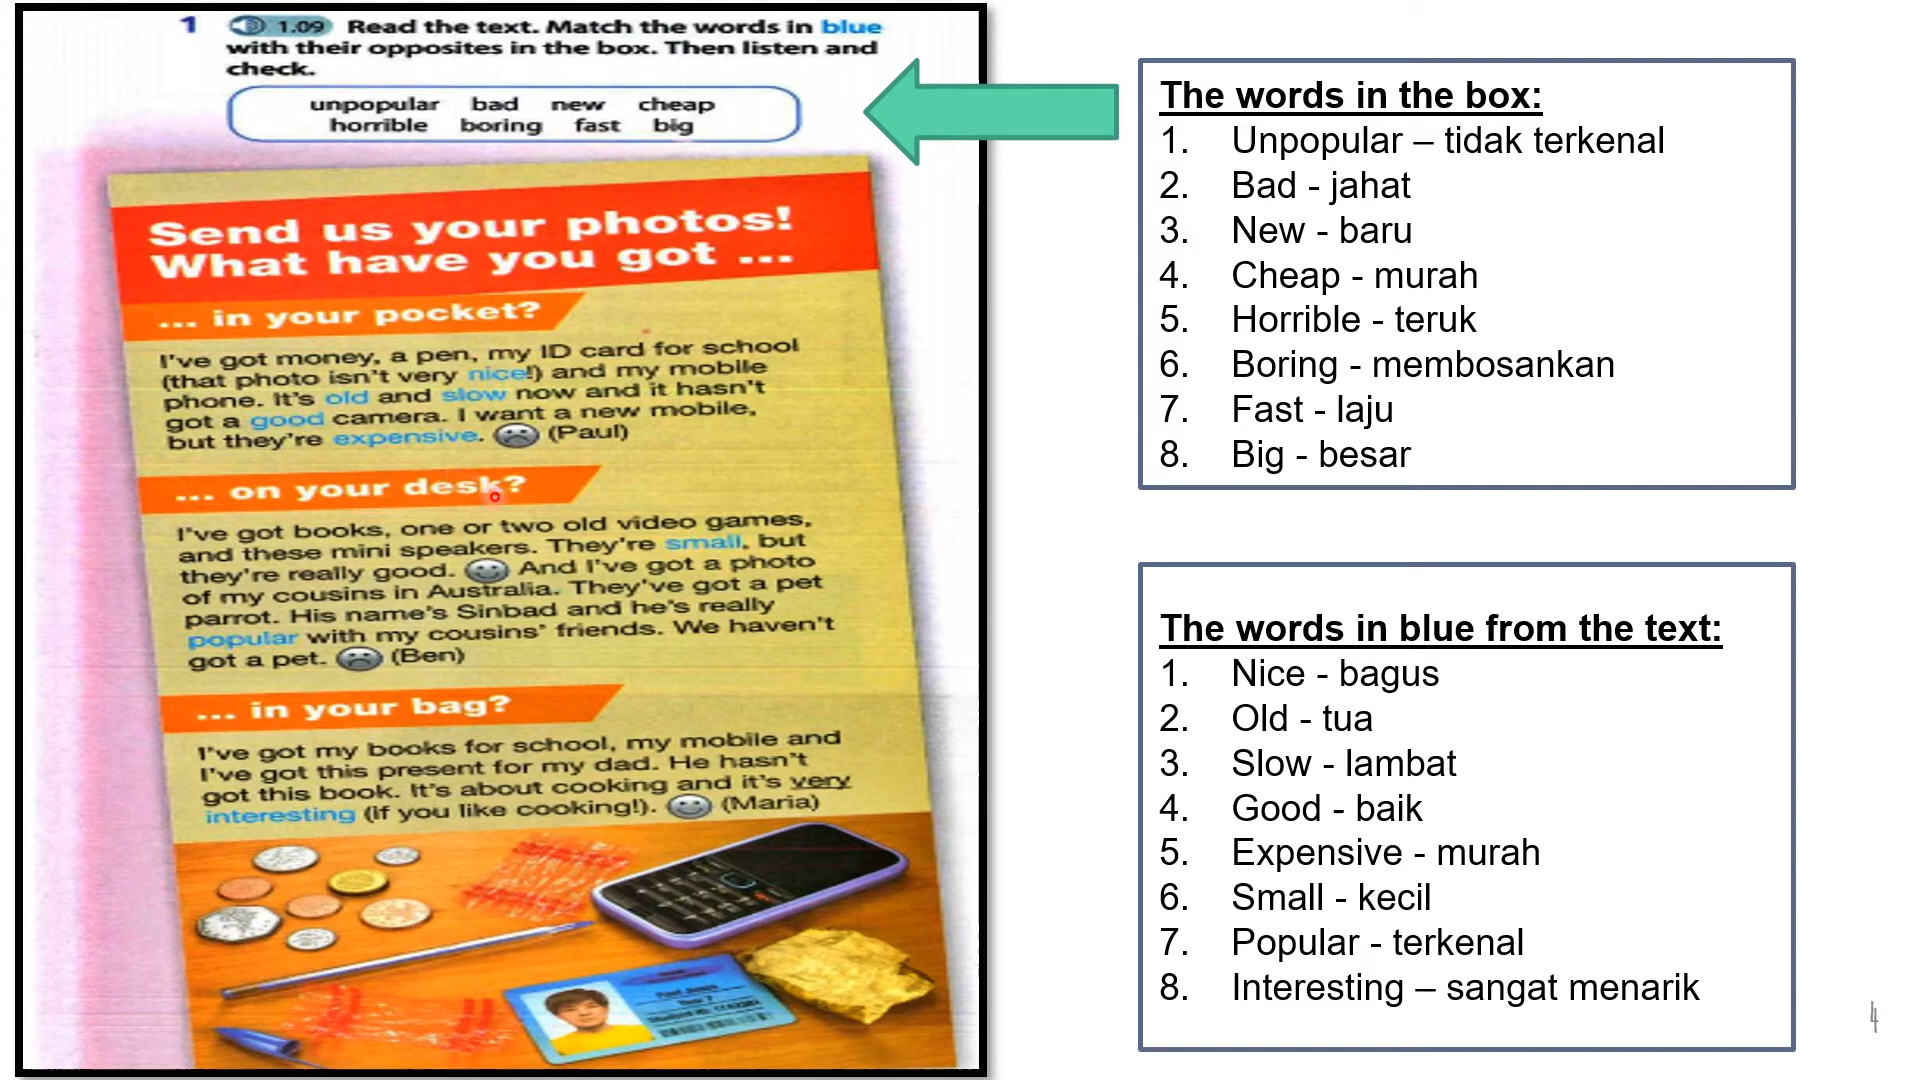 1 1.09 Read the text. Match the words in blue
with their opposites in the box. Then listen and
check.
unpopular bad new cheap
horrible boring fast big
Send us your photos!
What have you got ...
... in your pocket?
I've got money, a pen, my ID card for school
(that photo isn't very nice!) and my mobile
phone. It's old and slow now and it hasn't
got a good camera. I want a new mobile,
but they're expensive. (Paul)
... on your desk?
I've got books, one or two old video games,
and these mini speakers. They're small, but
they're really good. And I've got a photo
of my cousins in Australia. They've got a pet
parrot. His name's Sinbad and he's really
popular with my cousins' friends. We haven't
got a pet. (Ben)
... in your bag?
I've got my books for school, my mobile and
I've got this present for my dad. He hasn't
got this book. It's about cooking and it's very
interesting (if you like cooking!). (Maria)
The words in the box:
1. Unpopular – tidak terkenal
2. Bad - jahat
3. New - baru
4. Cheap - murah
5. Horrible - teruk
6. Boring - membosankan
7. Fast - laju
8. Big - besar
The words in blue from the text:
1. Nice - bagus
2. Old - tua
3. Slow - lambat
4. Good - baik
5. Expensive - murah
6. Small - kecil
7. Popular - terkenal
8. Interesting – sangat menarik